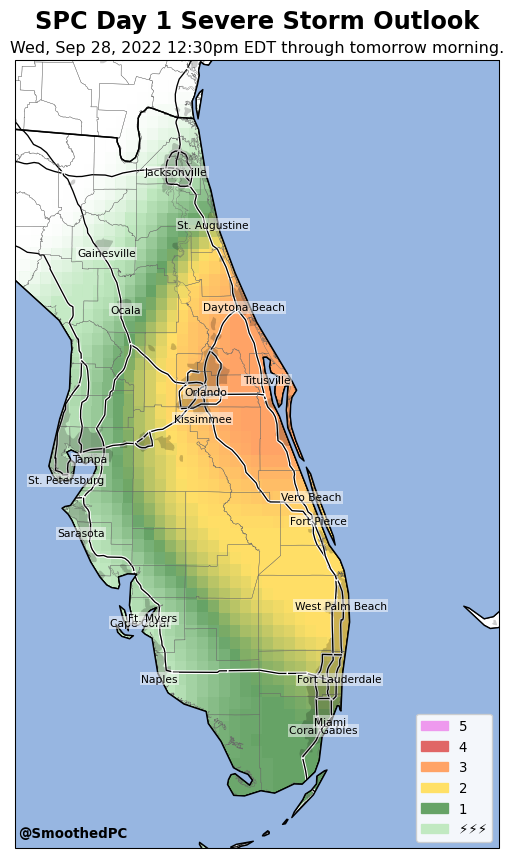 SPC Day 1 Severe Storm Outlook
Wed, Sep 28, 2022 12:30pm EDT through tomorrow morning.
Jacksonville
St. Augustine
Gainesville
Daytona Beach
Ocala
Titusville
Orlando
Kissimmee
Tampa
St. Petersburg
Vero Beach
Fort Pierce
Sarasota
West Palm Beach
Ft. Myers
Cape Coral
Naples
Fort Lauderdale
Miami
Coral Gables
5
4
3
2
1
⚡⚡⚡
@SmoothedPC